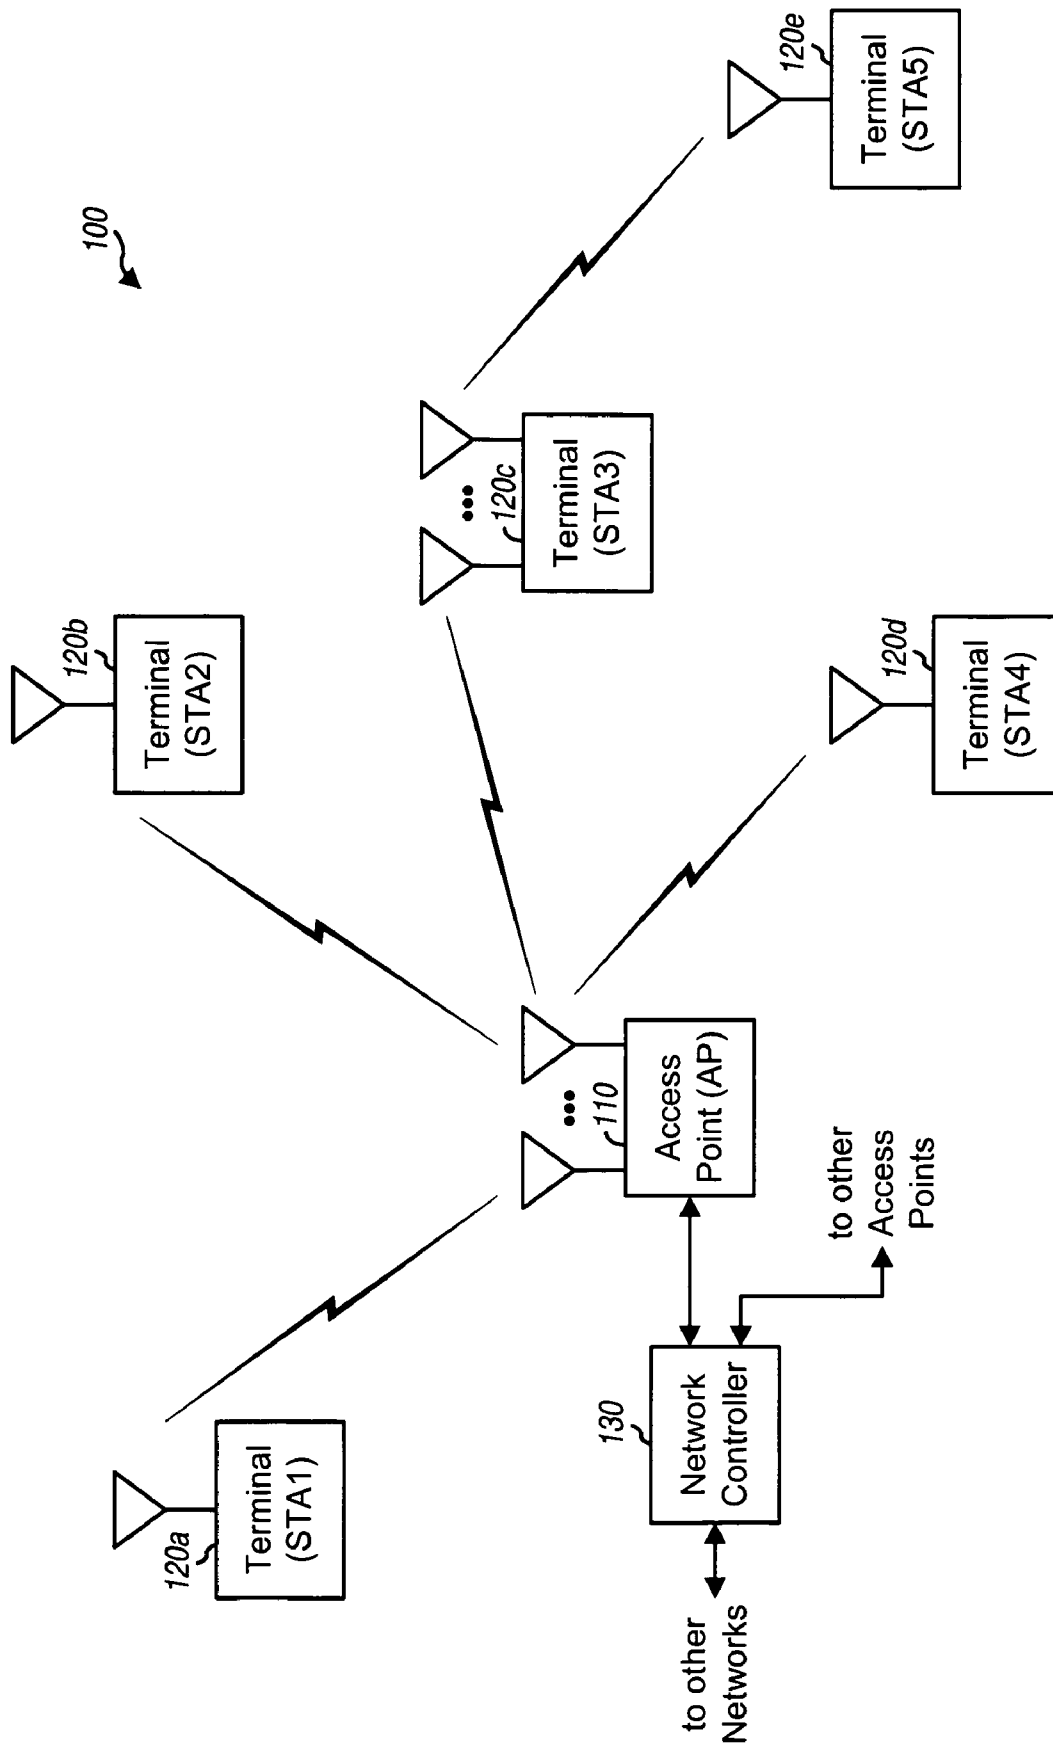 100
120b
Terminal
(STA2)
120a
Terminal
(STA1)
120c
Terminal
(STA3)
120e
Terminal
(STA5)
110
Access
Point (AP)
130
Network
Controller
to other
Networks
to other
Access
Points
120d
Terminal
(STA4)